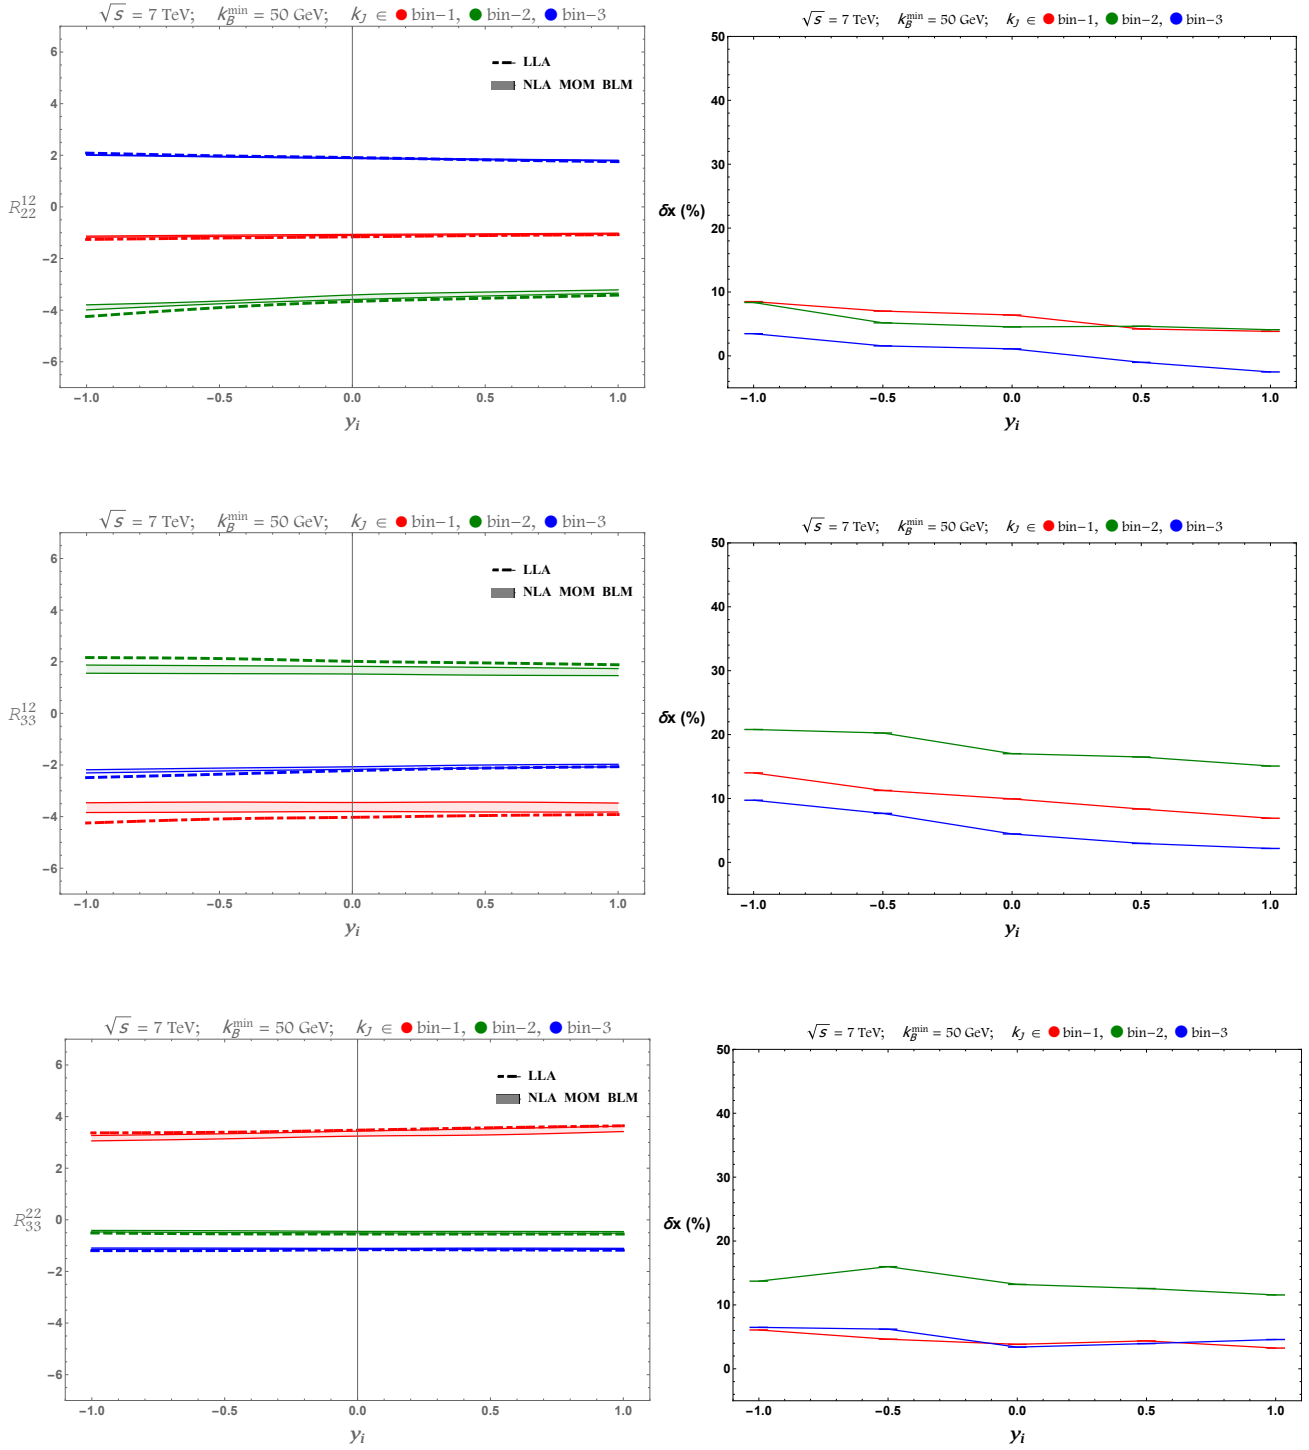 √s = 7 TeV; k_B^min = 50 GeV; k_J ∈ ● bin−1, ● bin−2, ● bin−3
LLA
NLA MOM BLM
6
4
2
0
−2
−4
−6
R_22^12
−1.0 −0.5 0.0 0.5 1.0
y_i
√s = 7 TeV; k_B^min = 50 GeV; k_J ∈ ● bin−1, ● bin−2, ● bin−3
50
40
30
20
10
0
δx (%)
−1.0 −0.5 0.0 0.5 1.0
y_i
√s = 7 TeV; k_B^min = 50 GeV; k_J ∈ ● bin−1, ● bin−2, ● bin−3
LLA
NLA MOM BLM
6
4
2
0
−2
−4
−6
R_33^12
−1.0 −0.5 0.0 0.5 1.0
y_i
√s = 7 TeV; k_B^min = 50 GeV; k_J ∈ ● bin−1, ● bin−2, ● bin−3
50
40
30
20
10
0
δx (%)
−1.0 −0.5 0.0 0.5 1.0
y_i
√s = 7 TeV; k_B^min = 50 GeV; k_J ∈ ● bin−1, ● bin−2, ● bin−3
LLA
NLA MOM BLM
6
4
2
0
−2
−4
−6
R_33^22
−1.0 −0.5 0.0 0.5 1.0
y_i
√s = 7 TeV; k_B^min = 50 GeV; k_J ∈ ● bin−1, ● bin−2, ● bin−3
50
40
30
20
10
0
δx (%)
−1.0 −0.5 0.0 0.5 1.0
y_i